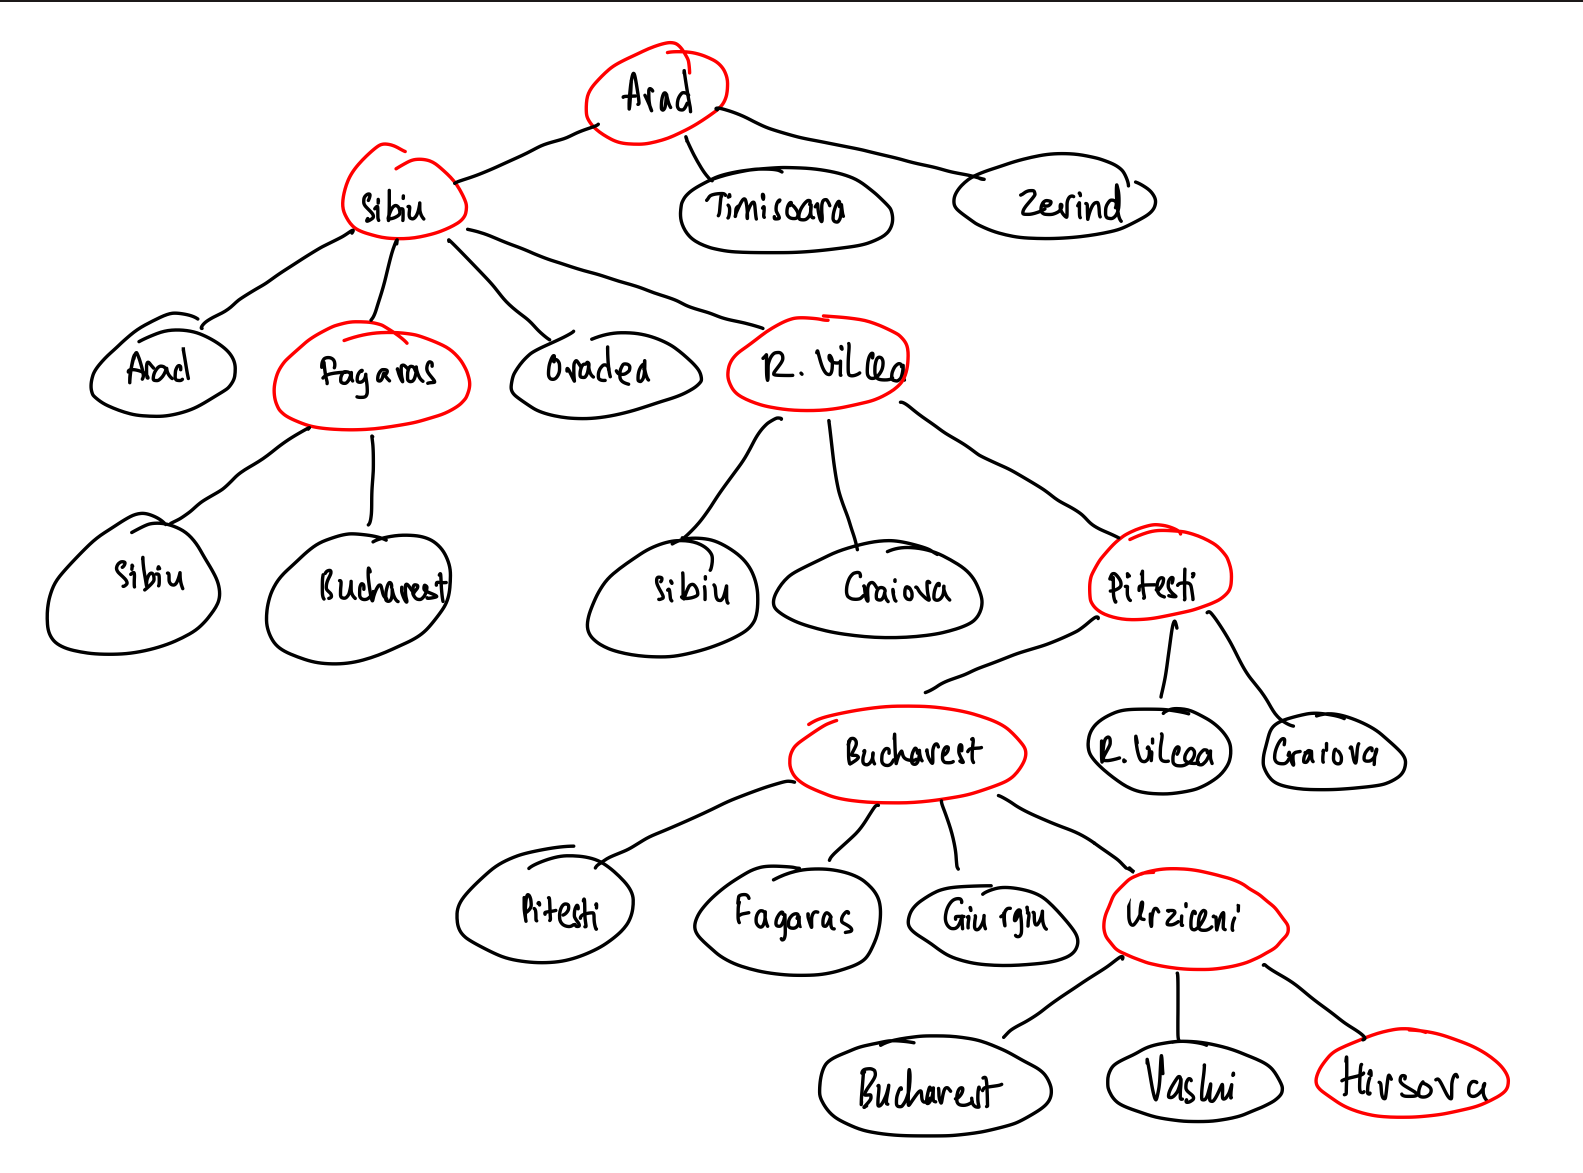 Arad
Sibiu
Timisoara
Zerind
Arad
Fagaras
Oradea
R. Vilcea
Sibiu
Bucharest
Sibiu
Craiova
Pitesti
Bucharest
R. Vilcea
Craiova
Pitesti
Fagaras
Giurgiu
Urziceni
Bucharest
Vaslui
Hirsova